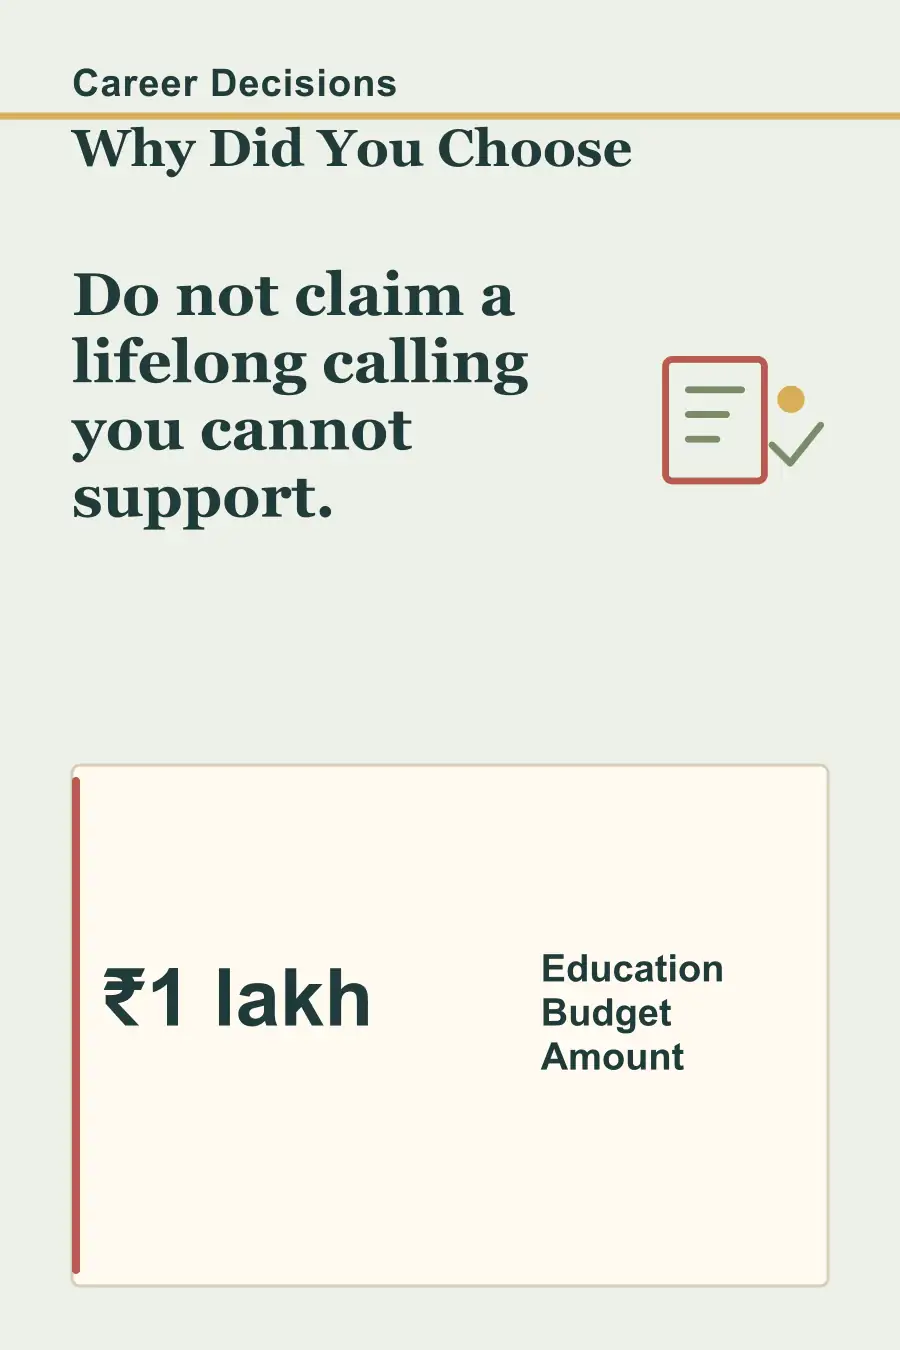 Career Decisions
Why Did You Choose
Do not claim a
lifelong calling
you cannot
support.
₹1 lakh
Education
Budget
Amount